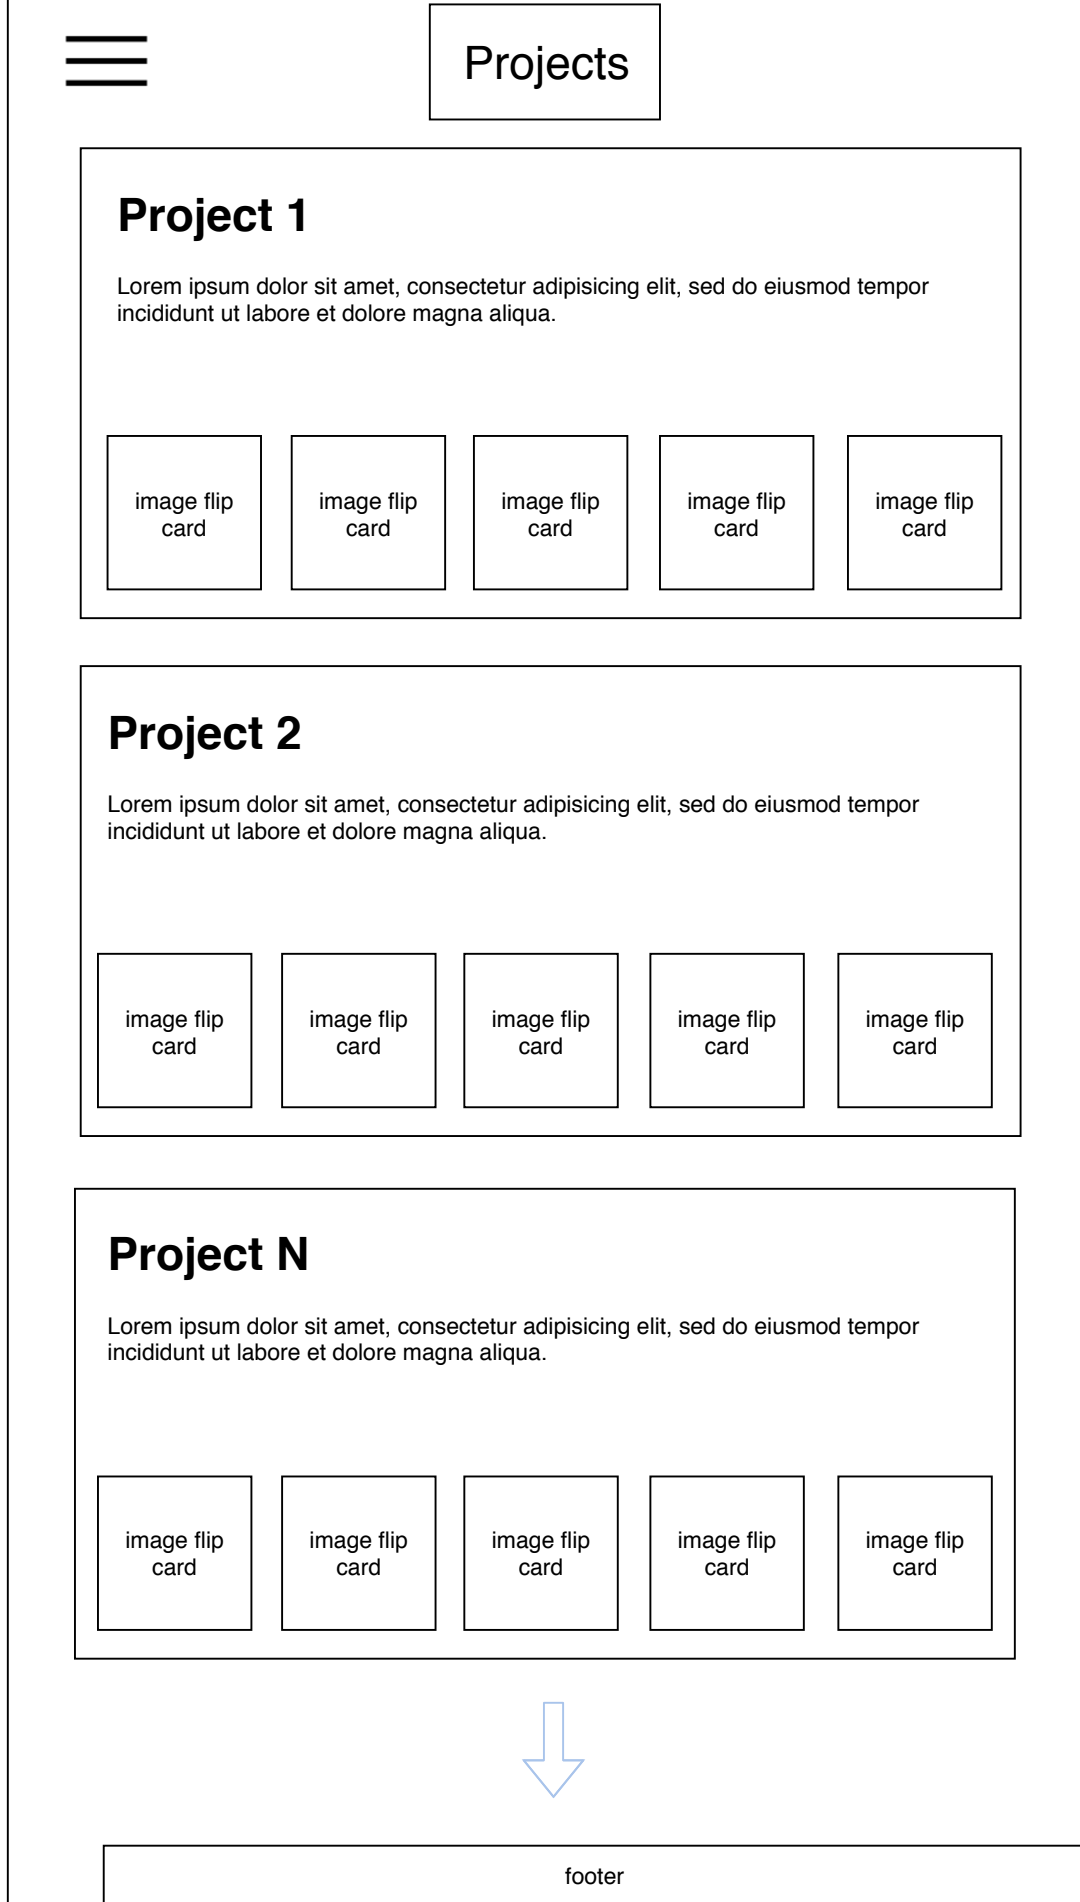 Projects
Project 1
Lorem ipsum dolor sit amet, consectetur adipisicing elit, sed do eiusmod tempor
incididunt ut labore et dolore magna aliqua.
image flip
card
image flip
card
image flip
card
image flip
card
image flip
card
Project 2
Lorem ipsum dolor sit amet, consectetur adipisicing elit, sed do eiusmod tempor
incididunt ut labore et dolore magna aliqua.
image flip
card
image flip
card
image flip
card
image flip
card
image flip
card
Project N
Lorem ipsum dolor sit amet, consectetur adipisicing elit, sed do eiusmod tempor
incididunt ut labore et dolore magna aliqua.
image flip
card
image flip
card
image flip
card
image flip
card
image flip
card
footer